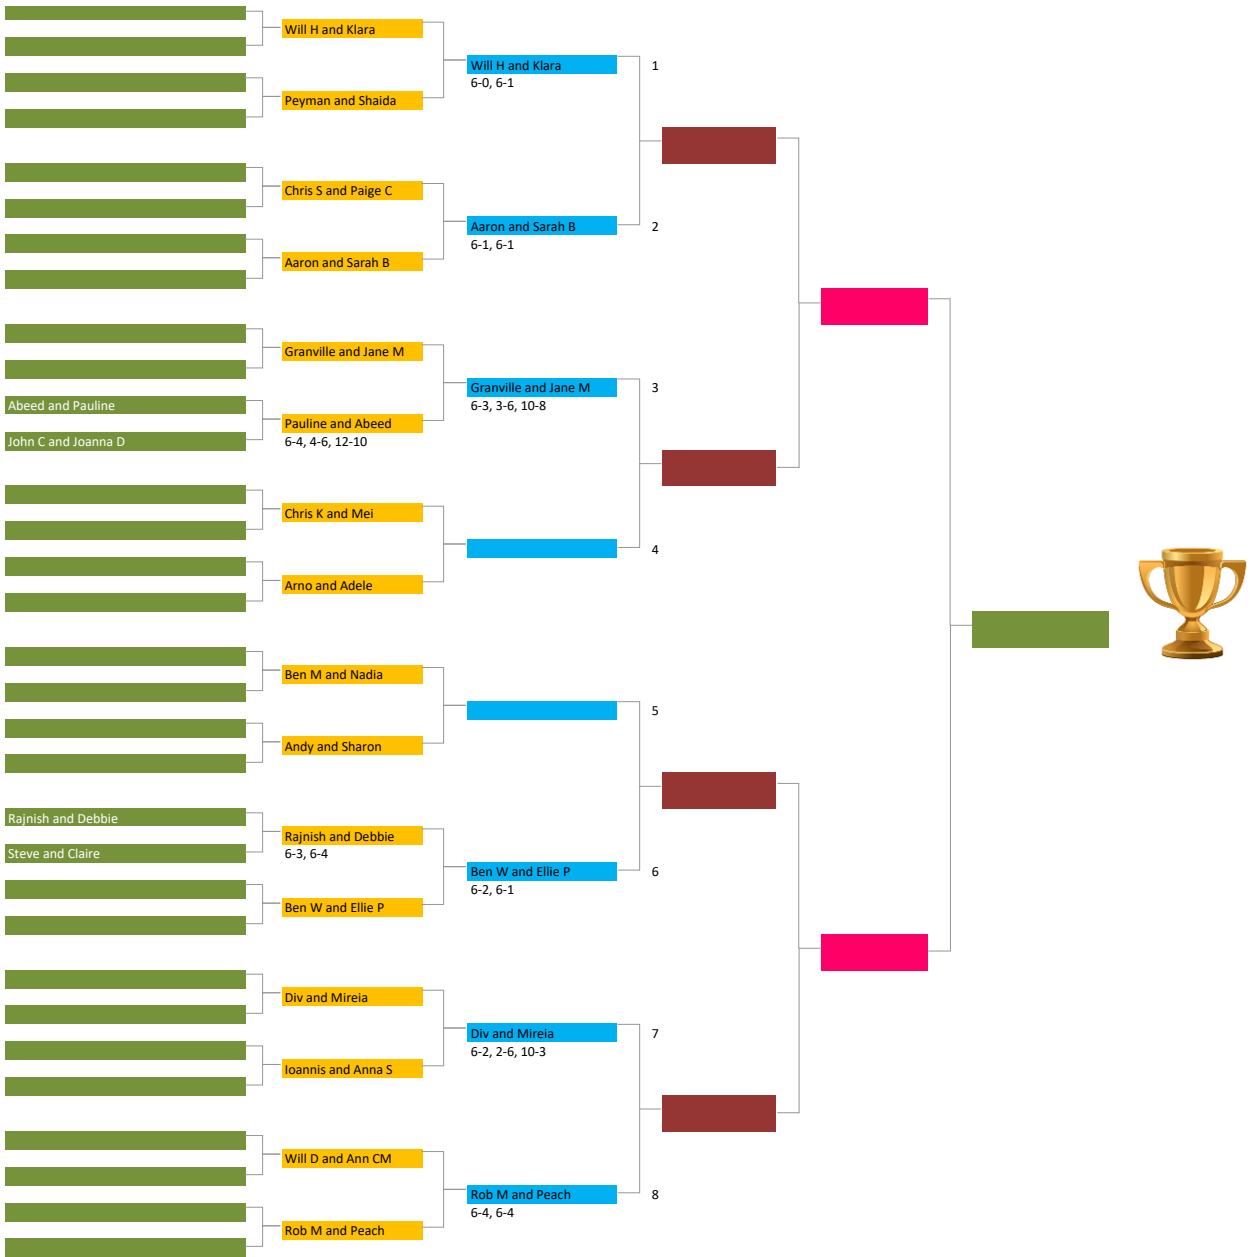 Will H and Klara
Will H and Klara
1
6-0, 6-1
Peyman and Shaida
Chris S and Paige C
Aaron and Sarah B
2
6-1, 6-1
Aaron and Sarah B
Granville and Jane M
Granville and Jane M
3
6-3, 3-6, 10-8
Abeed and Pauline
Pauline and Abeed
John C and Joanna D
6-4, 4-6, 12-10
Chris K and Mei
4
Arno and Adele
Ben M and Nadia
5
Andy and Sharon
Rajnish and Debbie
Rajnish and Debbie
Steve and Claire
6-3, 6-4
Ben W and Ellie P
6
6-2, 6-1
Ben W and Ellie P
Div and Mireia
Div and Mireia
7
6-2, 2-6, 10-3
Ioannis and Anna S
Will D and Ann CM
Rob M and Peach
8
6-4, 6-4
Rob M and Peach